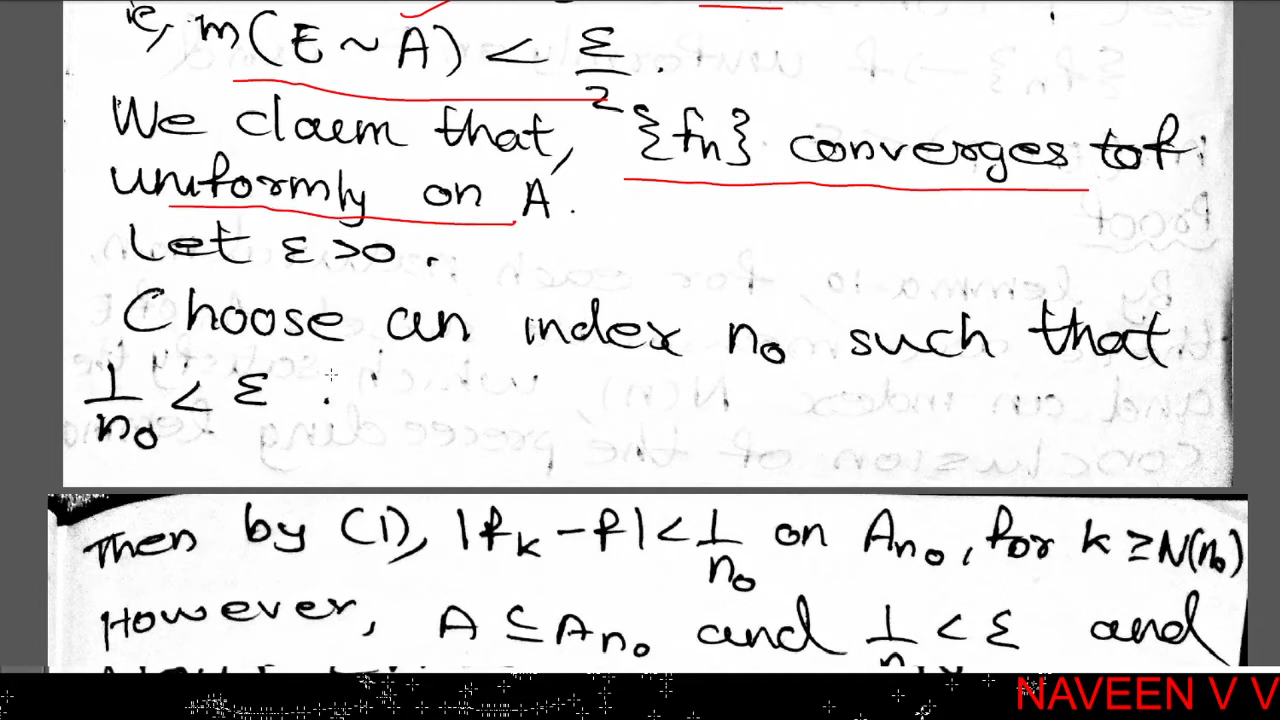 ie, m(E ~ A) < ε/2.
We claim that, {fn} converges to f
uniformly on A.
Let ε>0.
Choose an index n₀ such that
1/n₀ < ε.
Then by (1), |fk - f| < 1/n₀ on An₀, for k ≥ N(n₀)
However, A ⊆ An₀ and 1/n₀ < ε and
NAVEEN V V